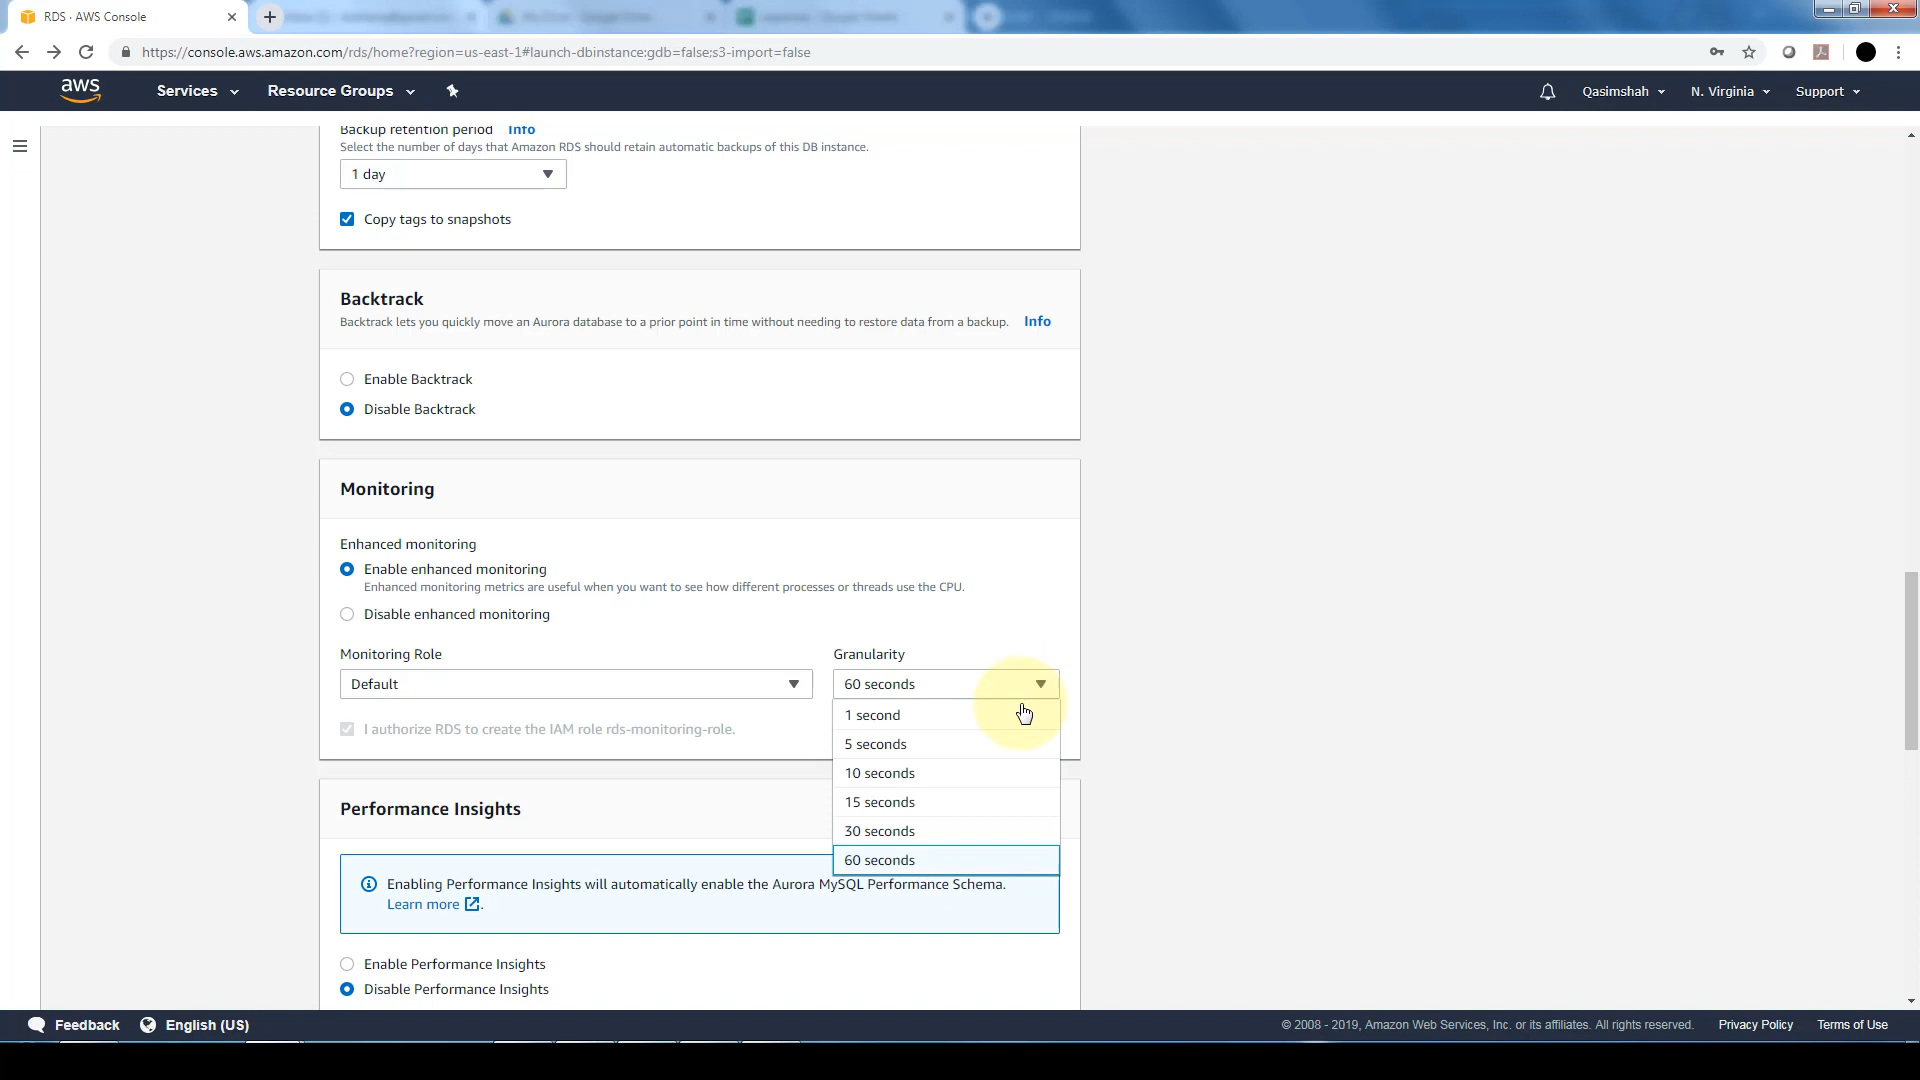 RDS · AWS Console
https://console.aws.amazon.com/rds/home?region=us-east-1#launch-dbinstance:gdb=false;s3-import=false
aws Services Resource Groups Qasimshah N. Virginia Support
Backup retention period Info
Select the number of days that Amazon RDS should retain automatic backups of this DB instance.
1 day
Copy tags to snapshots
Backtrack
Backtrack lets you quickly move an Aurora database to a prior point in time without needing to restore data from a backup. Info
Enable Backtrack
Disable Backtrack
Monitoring
Enhanced monitoring
Enable enhanced monitoring
Enhanced monitoring metrics are useful when you want to see how different processes or threads use the CPU.
Disable enhanced monitoring
Monitoring Role Granularity
Default 60 seconds
1 second
I authorize RDS to create the IAM role rds-monitoring-role.
5 seconds
10 seconds
15 seconds
Performance Insights
30 seconds
60 seconds
Enabling Performance Insights will automatically enable the Aurora MySQL Performance Schema.
Learn more .
Enable Performance Insights
Disable Performance Insights
Feedback English (US) © 2008 - 2019, Amazon Web Services, Inc. or its affiliates. All rights reserved. Privacy Policy Terms of Use